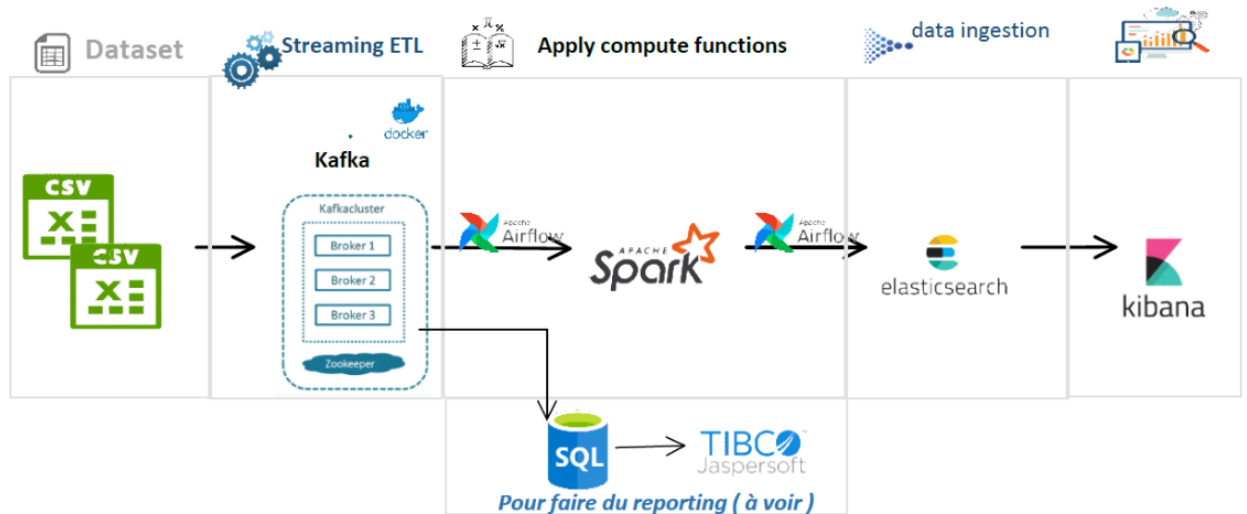 Dataset
Streaming ETL
Apply compute functions
data ingestion
docker
Kafka
CSV
CSV
Kafkacluster
Broker 1
Broker 2
Broker 3
Zookeeper
Apache
Airflow
APACHE
Spark
Apache
Airflow
elasticsearch
kibana
SQL
TIBCO™
Jaspersoft
Pour faire du reporting ( à voir )